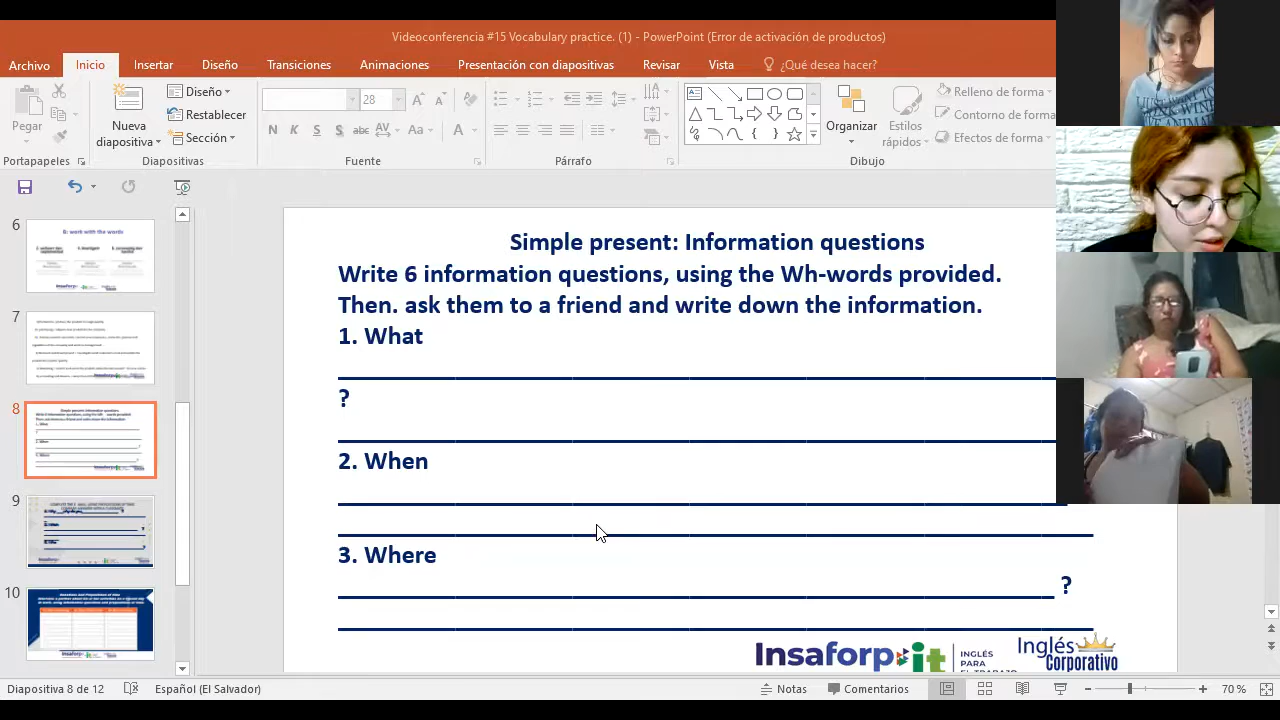 Videoconferencia #15 Vocabulary practice. (1) - PowerPoint (Error de activación de productos)
Archivo Inicio Insertar Diseño Transiciones Animaciones Presentación con diapositivas Revisar Vista ¿Qué desea hacer?
Pegar
Nueva diapositiva
Diseño
Restablecer
Sección
28
N K S S abc AV Aa A
Organizar
Estilos rápidos
Relleno de forma
Contorno de forma
Efectos de forma
Portapapeles Diapositivas Fuente Párrafo Dibujo
6
7
8
9
10
Simple present: Information questions
Write 6 information questions, using the Wh-words provided.
Then. ask them to a friend and write down the information.
1. What
?
2. When
3. Where
?
Insaforp it
INGLÉS
PARA
EL TRABAJO
Inglés
Corporativo
Diapositiva 8 de 12 Español (El Salvador) Notas Comentarios 70 %